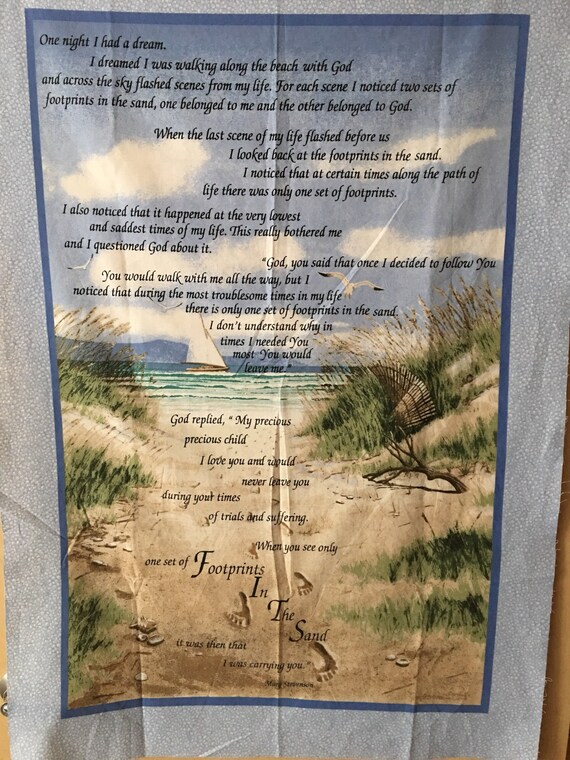 One night I had a dream.
I dreamed I was walking along the beach with God
and across the sky flashed scenes from my life. For each scene I noticed two sets of
footprints in the sand, one belonged to me and the other belonged to God.
When the last scene of my life flashed before us
I looked back at the footprints in the sand.
I noticed that at certain times along the path of
life there was only one set of footprints.
I also noticed that it happened at the very lowest
and saddest times of my life. This really bothered me
and I questioned God about it.
"God, you said that once I decided to follow You
You would walk with me all the way, but I
noticed that during the most troublesome times in my life
there is only one set of footprints in the sand.
I don't understand why in
times I needed You
most You would
leave me."
God replied, " My precious
precious child
I love you and would
never leave you
during your times
of trials and suffering.
When you see only
one set of Footprints
In
The
Sand
it was then that
I was carrying you."
Mary Stevenson